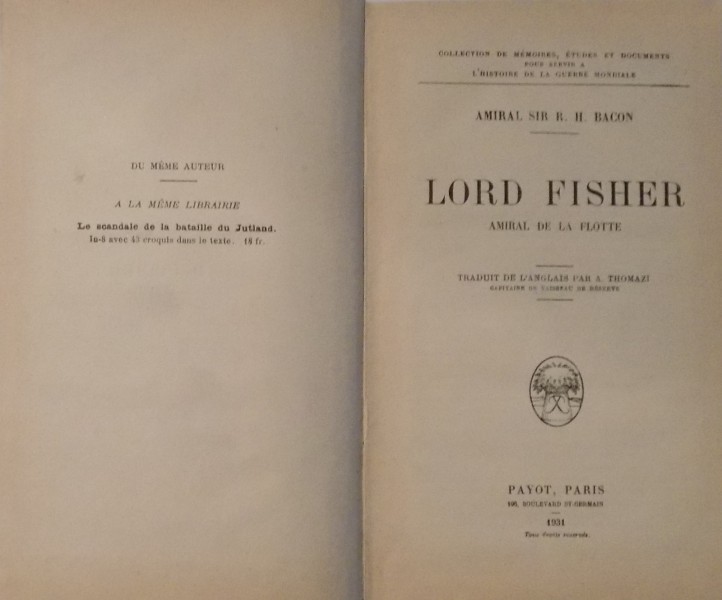 DU MÊME AUTEUR
A LA MÊME LIBRAIRIE
Le scandale de la bataille du Jutland.
In-8 avec 43 croquis dans le texte. 18 fr.
COLLECTION DE MÉMOIRES, ÉTUDES ET DOCUMENTS
POUR SERVIR A
L'HISTOIRE DE LA GUERRE MONDIALE
AMIRAL SIR R. H. BACON
LORD FISHER
AMIRAL DE LA FLOTTE
TRADUIT DE L'ANGLAIS PAR A. THOMAZI
CAPITAINE DE VAISSEAU DE RÉSERVE
PAYOT, PARIS
106, BOULEVARD ST-GERMAIN
1931
Tous droits réservés.